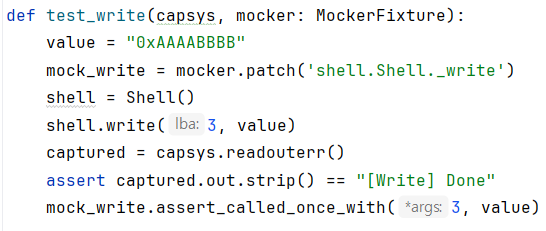 def test_write(capsys, mocker: MockerFixture):
    value = "0xAAAABBBB"
    mock_write = mocker.patch('shell.Shell._write')
    shell = Shell()
    shell.write( lba: 3, value)
    captured = capsys.readouterr()
    assert captured.out.strip() == "[Write] Done"
    mock_write.assert_called_once_with( *args: 3, value)